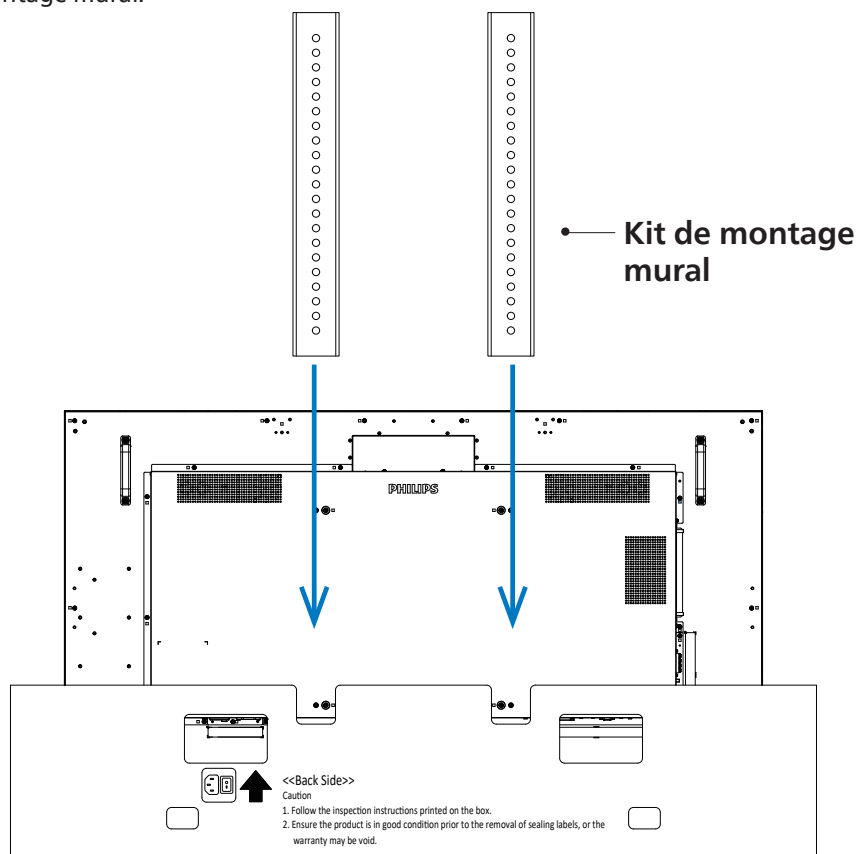 mural.
Kit de montage
mural
PHILIPS
<<Back Side>>
Caution
1. Follow the inspection instructions printed on the box.
2. Ensure the product is in good condition prior to the removal of sealing labels, or the
warranty may be void.